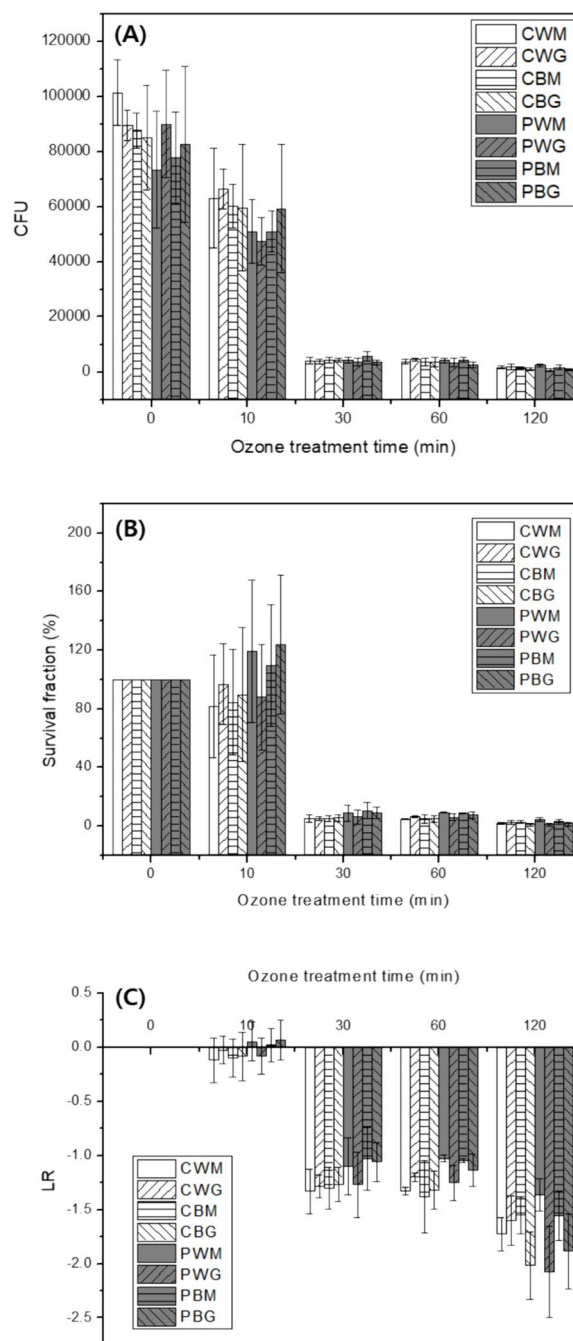 (A)
120000
100000
80000
60000
40000
20000
0
CFU
CWM
CWG
CBM
CBG
PWM
PWG
PBM
PBG
0 10 30 60 120
Ozone treatment time (min)
(B)
200
160
120
80
40
0
Survival fraction (%)
CWM
CWG
CBM
CBG
PWM
PWG
PBM
PBG
0 10 30 60 120
Ozone treatment time (min)
Ozone treatment time (min)
(C)
0 10 30 60 120
0.5
0.0
-0.5
-1.0
-1.5
-2.0
-2.5
LR
CWM
CWG
CBM
CBG
PWM
PWG
PBM
PBG